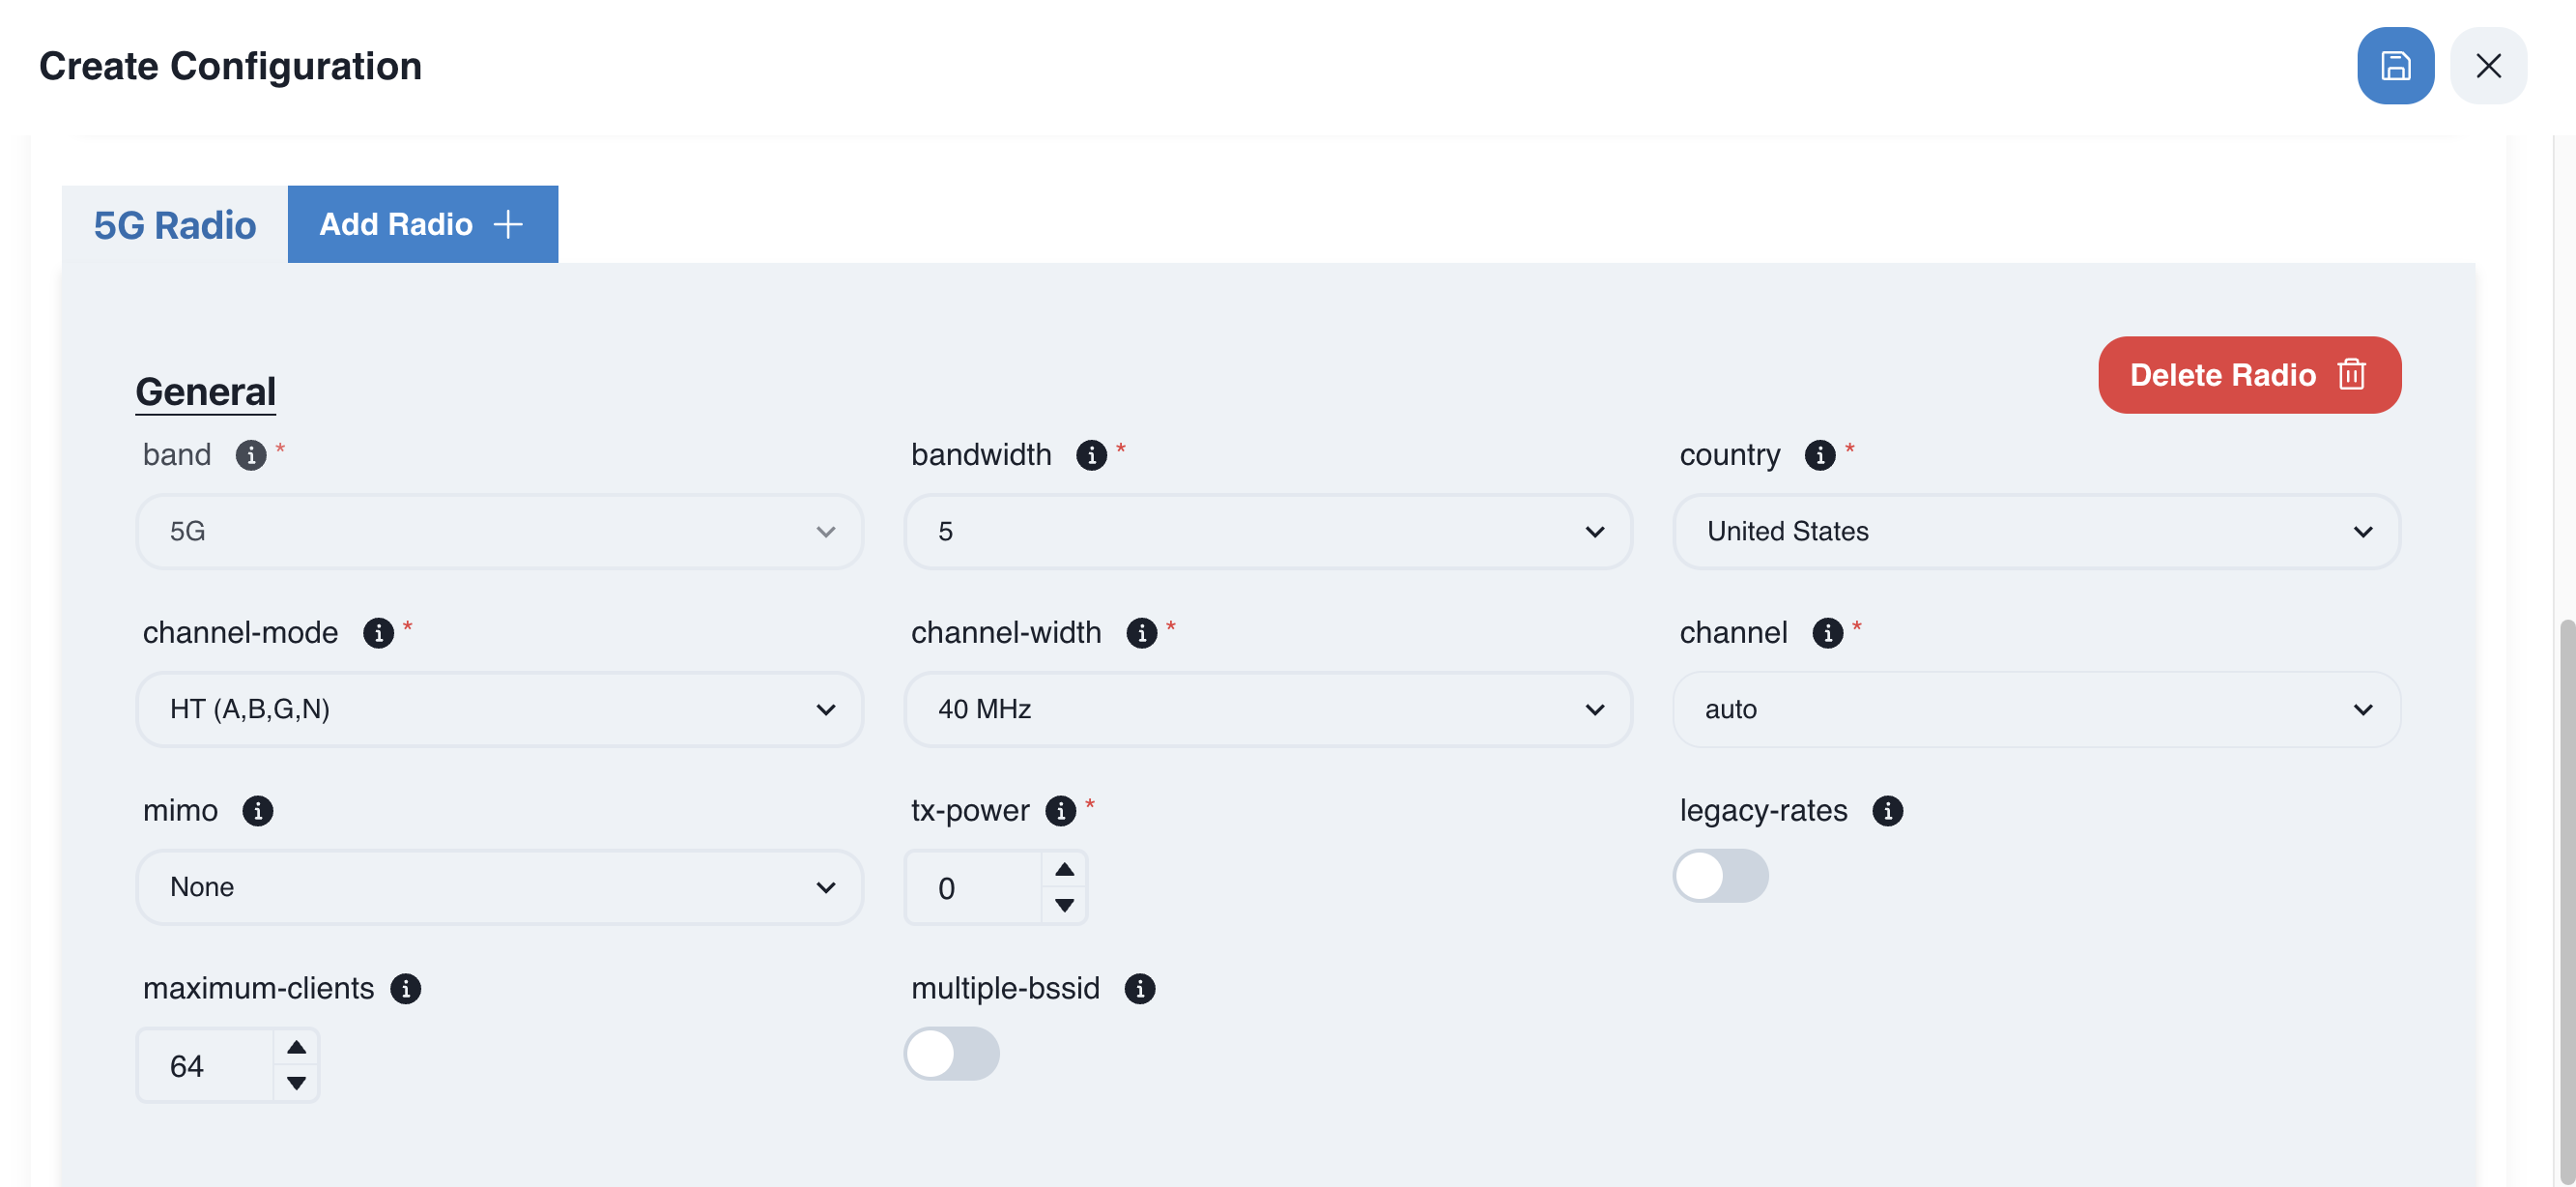 Create Configuration
5G Radio
Add Radio
General
Delete Radio
band *
bandwidth *
country *
5G
5
United States
channel-mode *
channel-width *
channel *
HT (A,B,G,N)
40 MHz
auto
mimo
tx-power *
legacy-rates
None
0
maximum-clients
multiple-bssid
64